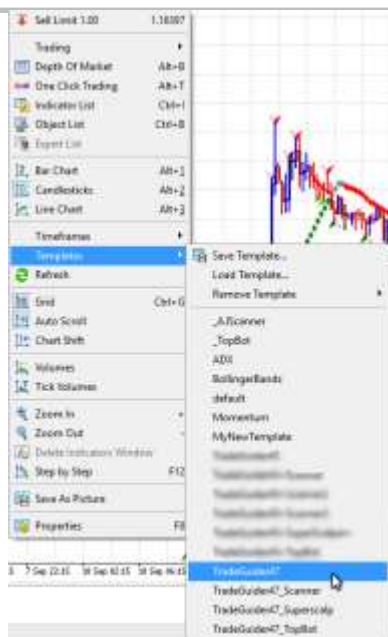 Sell Limit 1.00 1.16397
Trading
Depth Of Market Alt+B
One Click Trading Alt+T
Indicator List Ctrl+I
Object List Ctrl+B
Expert List
Bar Chart Alt+1
Candlesticks Alt+2
Line Chart Alt+3
Timeframes
Templates
Refresh
Grid Ctrl+G
Auto Scroll
Chart Shift
Volumes
Tick Volumes
Zoom In +
Zoom Out -
Delete Indicators Window
Step by Step F12
Save As Picture
Properties F8
Save Template...
Load Template...
Remove Template
_AJScanner
_TopBot
ADX
BollingerBands
default
Momentum
MyNewTemplate
TradeGuider47
TradeGuider47_Scanner
TradeGuider47_Superscalp
TradeGuider47_TopBot